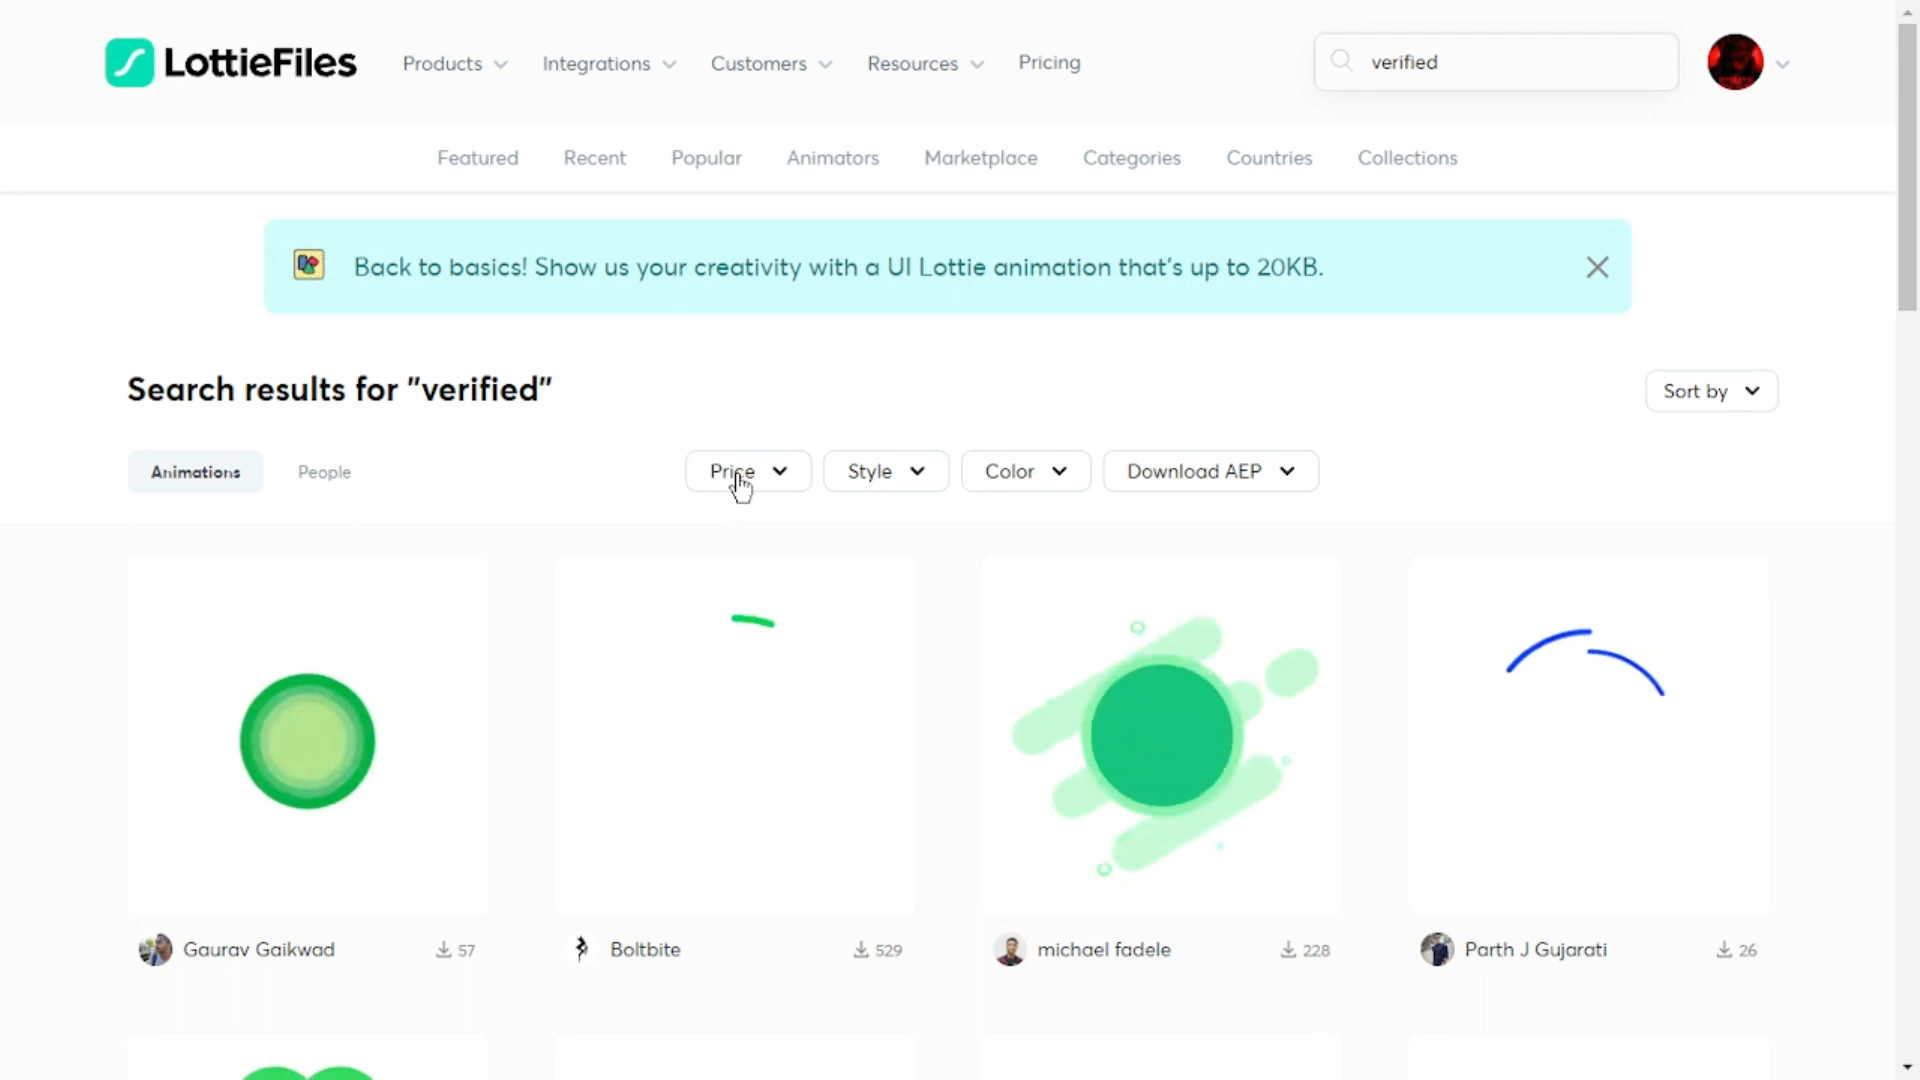 LottieFiles Products Integrations Customers Resources Pricing verified
Featured Recent Popular Animators Marketplace Categories Countries Collections
Back to basics! Show us your creativity with a UI Lottie animation that's up to 20KB.
Search results for "verified" Sort by
Animations People Price Style Color Download AEP
Gaurav Gaikwad 57 Boltbite 529 michael fadele 228 Parth J Gujarati 26